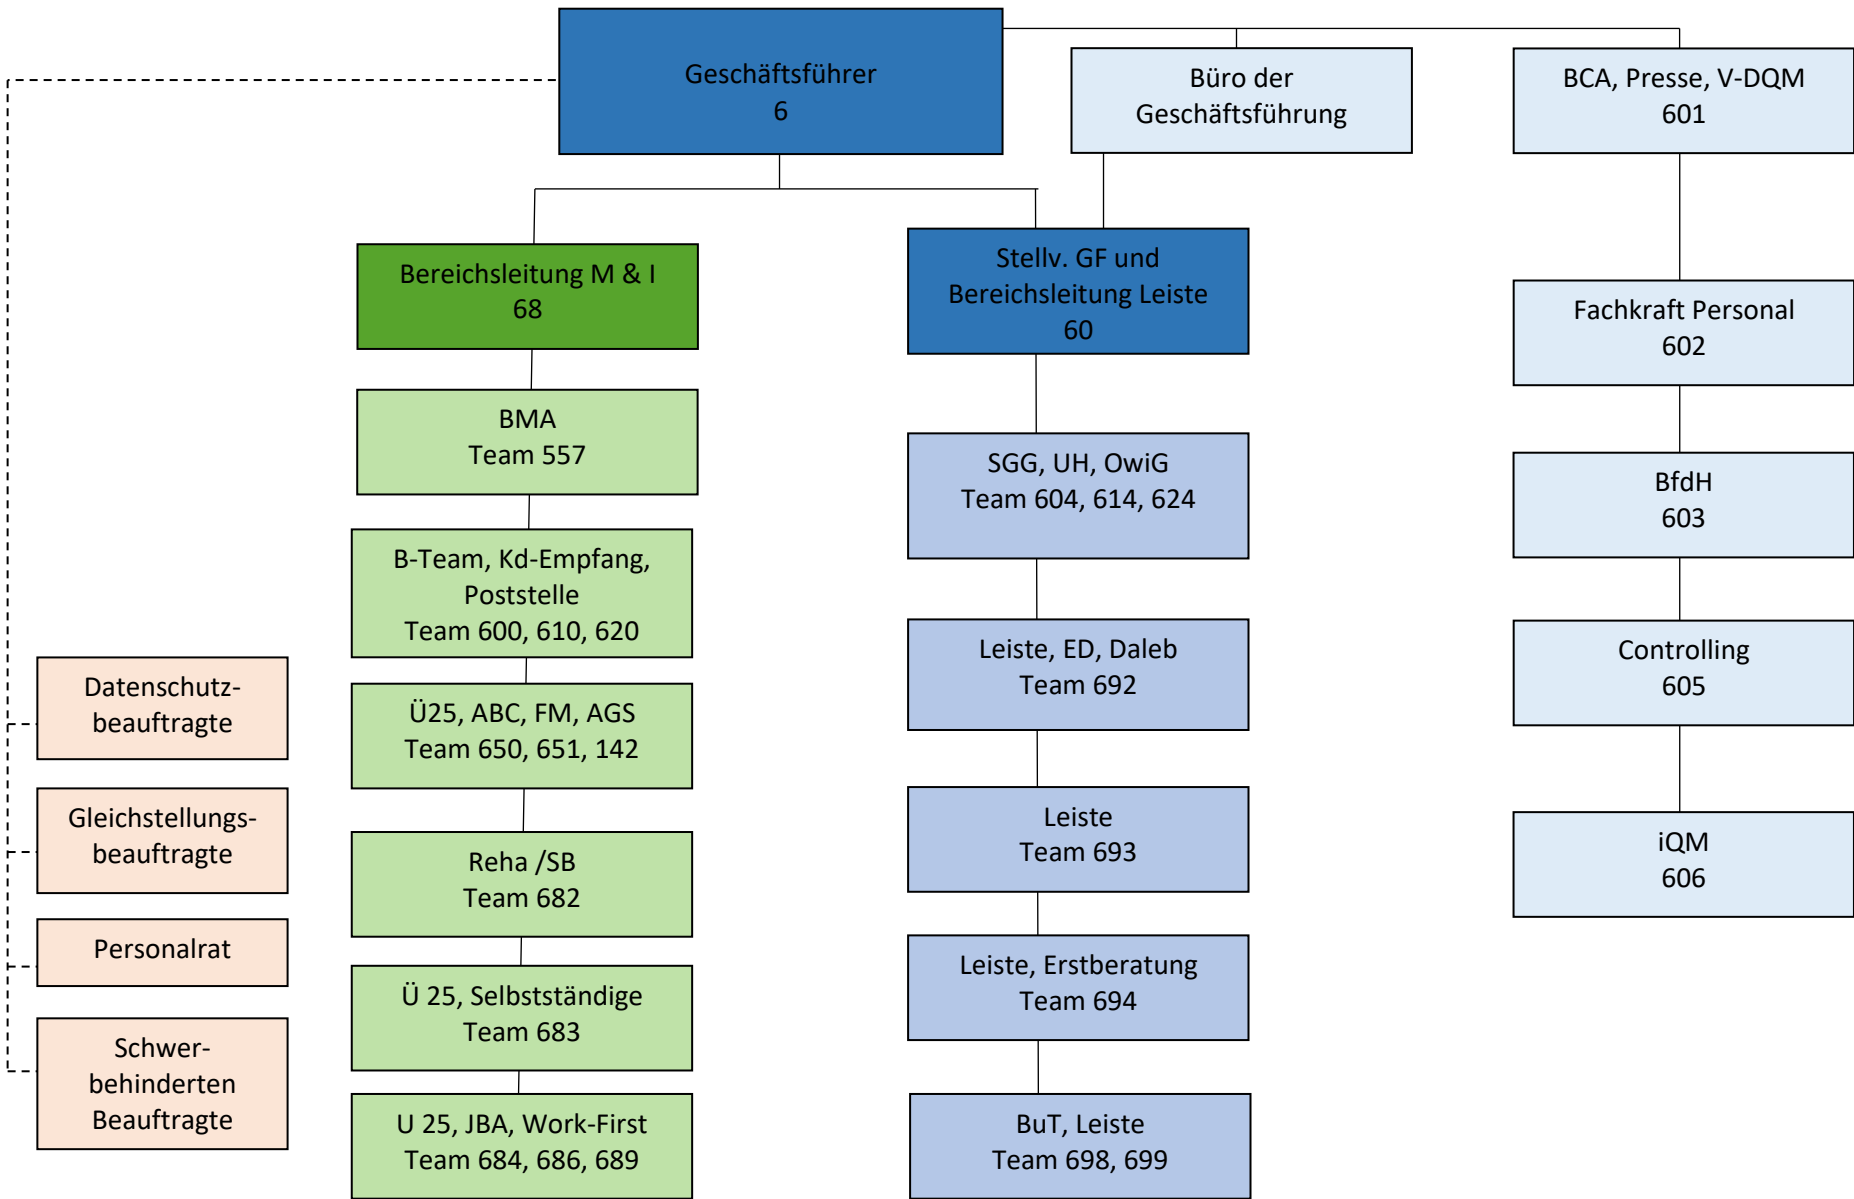 Geschäftsführer
6
Büro der
Geschäftsführung
BCA, Presse, V-DQM
601
Bereichsleitung M & I
68
Stellv. GF und
Bereichsleitung Leiste
60
Fachkraft Personal
602
BMA
Team 557
SGG, UH, OwiG
Team 604, 614, 624
BfdH
603
B-Team, Kd-Empfang,
Poststelle
Team 600, 610, 620
Leiste, ED, Daleb
Team 692
Controlling
605
Datenschutz-
beauftragte
Ü25, ABC, FM, AGS
Team 650, 651, 142
Gleichstellungs-
beauftragte
Leiste
Team 693
iQM
606
Reha /SB
Team 682
Personalrat
Ü 25, Selbstständige
Team 683
Leiste, Erstberatung
Team 694
Schwer-
behinderten
Beauftragte
U 25, JBA, Work-First
Team 684, 686, 689
BuT, Leiste
Team 698, 699